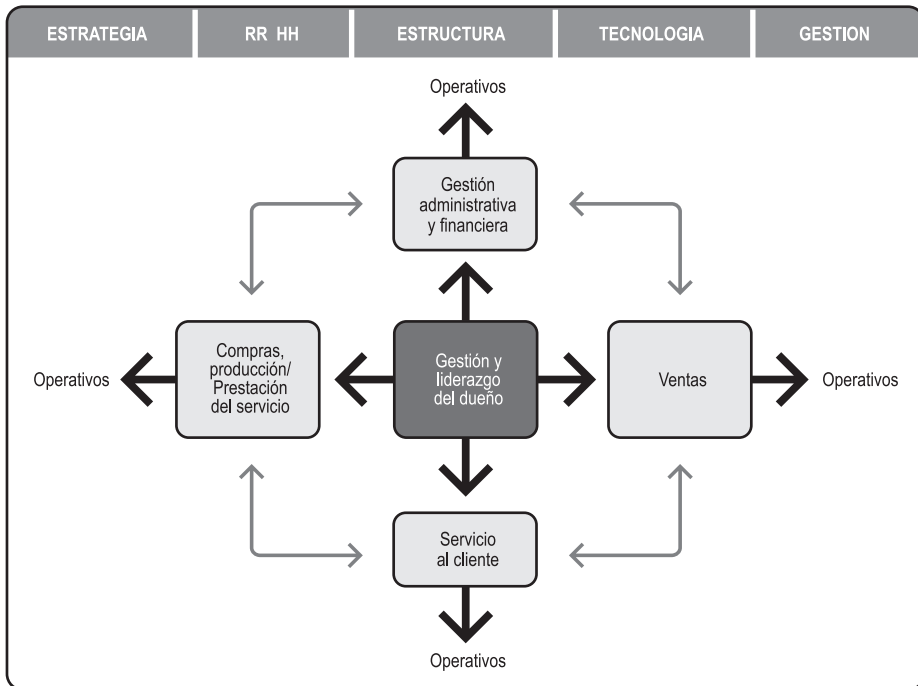 ESTRATEGIA
RR HH
ESTRUCTURA
TECNOLOGIA
GESTION
Operativos
Gestión
administrativa
y financiera
Operativos
Compras,
producción/
Prestación
del servicio
Gestión y
liderazgo
del dueño
Ventas
Operativos
Servicio
al cliente
Operativos